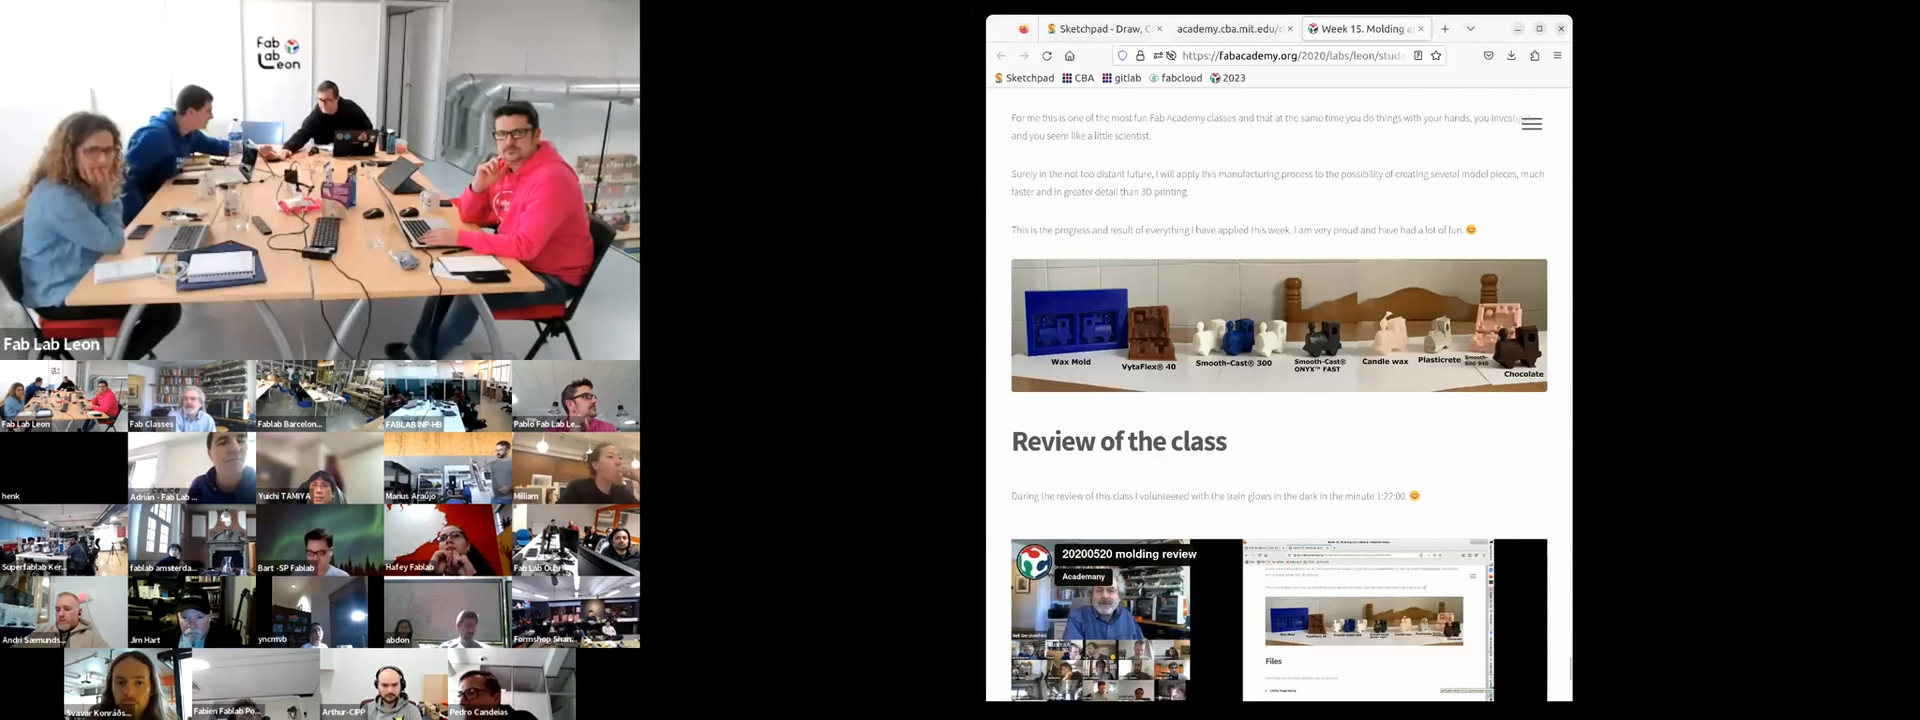 Fab
Lab
Leon
Fab Lab Leon
Fab Lab Leon
Fab Classes
Fablab Barcelon...
FABLAB INP-HB
Pablo Fab Lab Le...
henk
Adrián - Fab Lab ...
Yuichi TAMIYA
Marius Araújo
Miliam
Superfablab Ker...
fablab amsterda...
Bart -SP Fablab
Hafey Fablab
Fab Lab Oulu
Andri Sæmunds...
Jim Hart
yncmvb
abdon
Formshop Shan...
Svavar Konráðs...
Fabien Fablab Po...
Arthur-CIPP
Pedro Candeias
Sketchpad - Draw, C
academy.cba.mit.edu/c
Week 15. Molding a
https://fabacademy.org/2020/labs/leon/stude
Sketchpad CBA gitlab fabcloud 2023
For me this is one of the most fun Fab Academy classes and that at the same time you do things with your hands, you investi
and you seem like a little scientist.
Surely in the not too distant future, I will apply this manufacturing process to the possibility of creating several model pieces, much
faster and in greater detail than 3D printing.
This is the progress and result of everything I have applied this week. I am very proud and have had a lot of fun. 😊
Wax Mold
VytaFlex® 40
Smooth-Cast® 300
Smooth-Cast®
ONYX™ FAST
Candle wax
Plasticrete
Chocolate
Review of the class
During the review of this class I volunteered with the train glows in the dark in the minute 1:22:00. 😊
20200520 molding review
Academany
Files